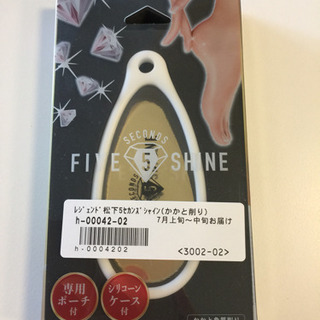 SECONDS
FIVE 5 SHINE
ﾚｼﾞｪﾝﾄﾞ松下5ｾｶﾝｽﾞｼｬｲﾝ(かかと削り)
h-00042-02 7月上旬~中旬お届け
h-0004202 <3002-02>
専用 シリコーン
ポーチ ケース
付 付